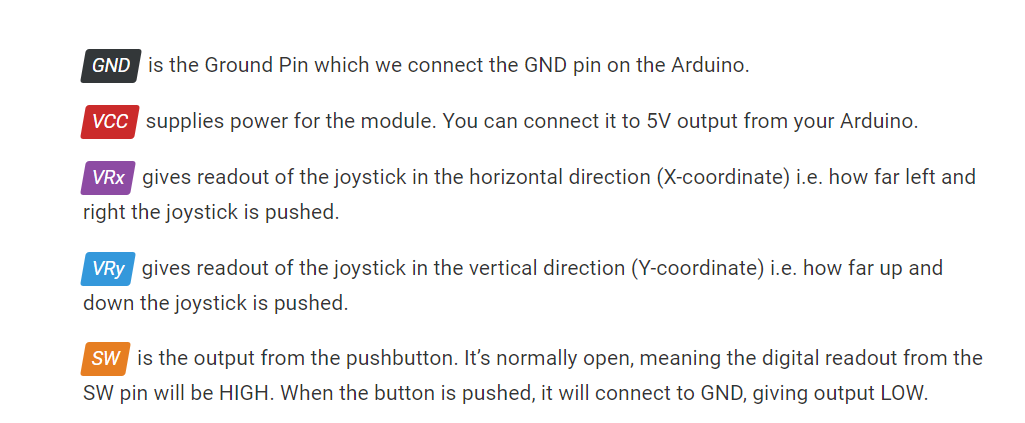 GND is the Ground Pin which we connect the GND pin on the Arduino.
VCC supplies power for the module. You can connect it to 5V output from your Arduino.
VRx gives readout of the joystick in the horizontal direction (X-coordinate) i.e. how far left and
right the joystick is pushed.
VRy gives readout of the joystick in the vertical direction (Y-coordinate) i.e. how far up and
down the joystick is pushed.
SW is the output from the pushbutton. It’s normally open, meaning the digital readout from the
SW pin will be HIGH. When the button is pushed, it will connect to GND, giving output LOW.